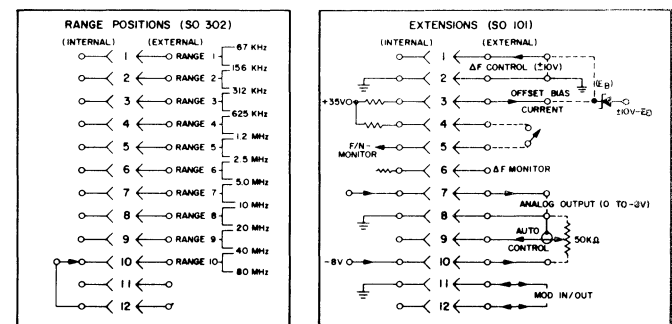 RANGE POSITIONS (SO 302)
(INTERNAL) (EXTERNAL)
1 RANGE 1
67 KHz
2 RANGE 2
156 KHz
3 RANGE 3
312 KHz
4 RANGE 4
625 KHz
5 RANGE 5
1.2 MHz
6 RANGE 6
2.5 MHz
7 RANGE 7
5.0 MHz
8 RANGE 8
10 MHz
9 RANGE 9
20 MHz
10 RANGE 10
40 MHz
11
80 MHz
12
EXTENSIONS (SO 101)
(INTERNAL) (EXTERNAL)
1
ΔF CONTROL (±10V)
2
(EB)
OFFSET BIAS
+35V 3
CURRENT
±10V-EB
4
F/N-MONITOR 5
6 ΔF MONITOR
7
ANALOG OUTPUT (0 TO -8V)
8
AUTO CONTROL
9 50KΩ
-8V 10
11
MOD IN/OUT
12